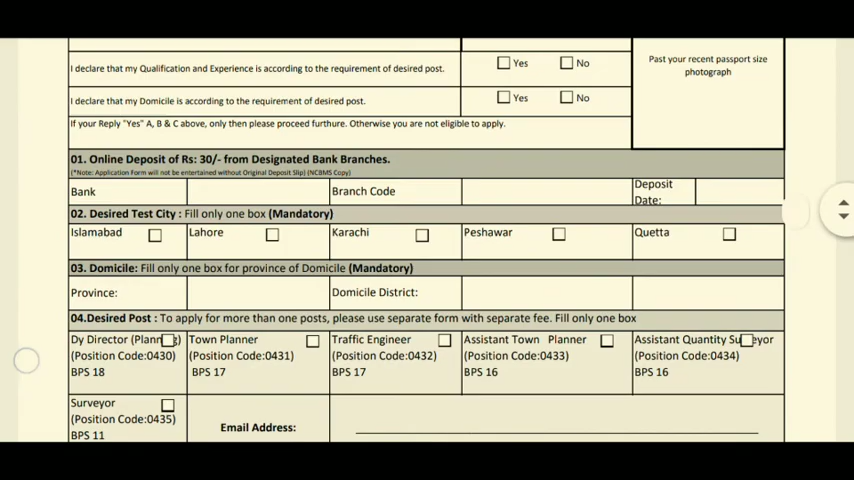 I declare that my Qualification and Experience is according to the requirement of desired post. Yes No
Past your recent passport size
photograph
I declare that my Domicile is according to the requirement of desired post. Yes No
If your Reply "Yes" A, B & C above, only then please proceed furthure. Otherwise you are not eligible to apply.
01. Online Deposit of Rs: 30/- from Designated Bank Branches.
(*Note: Application Form will not be entertained without Original Deposit Slip) (NCBMS Copy)
Bank Branch Code Deposit
Date:
02. Desired Test City : Fill only one box (Mandatory)
Islamabad Lahore Karachi Peshawar Quetta
03. Domicile: Fill only one box for province of Domicile (Mandatory)
Province: Domicile District:
04.Desired Post : To apply for more than one posts, please use separate form with separate fee. Fill only one box
Dy Director (Planning)
(Position Code:0430)
BPS 18
Town Planner
(Position Code:0431)
BPS 17
Traffic Engineer
(Position Code:0432)
BPS 17
Assistant Town Planner
(Position Code:0433)
BPS 16
Assistant Quantity Surveyor
(Position Code:0434)
BPS 16
Surveyor
(Position Code:0435)
BPS 11
Email Address: